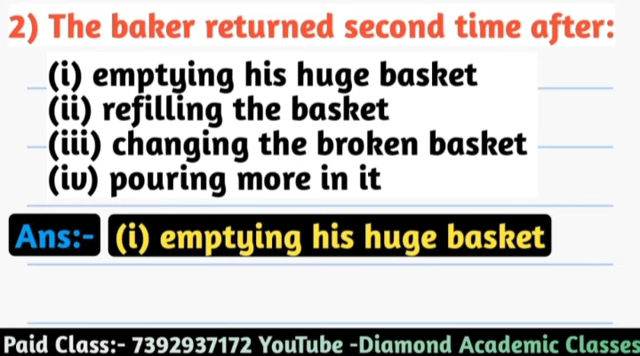 2) The baker returned second time after:
(i) emptying his huge basket
(ii) refilling the basket
(iii) changing the broken basket
(iv) pouring more in it
Ans:- (i) emptying his huge basket
Paid Class:- 7392937172 YouTube -Diamond Academic Classes